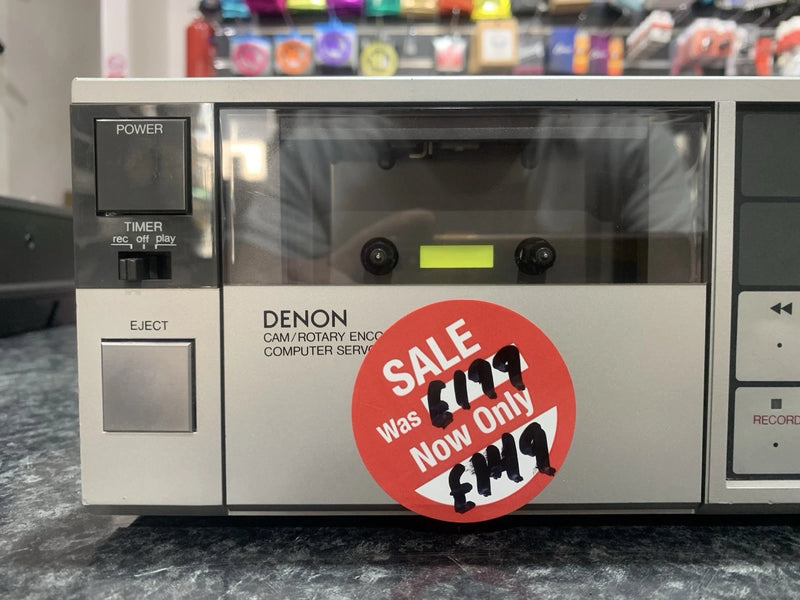 POWER
TIMER
rec off play
EJECT
DENON
CAM/ROTARY ENCO
COMPUTER SERVO
SALE
Was £199
Now Only
£149
RECORD